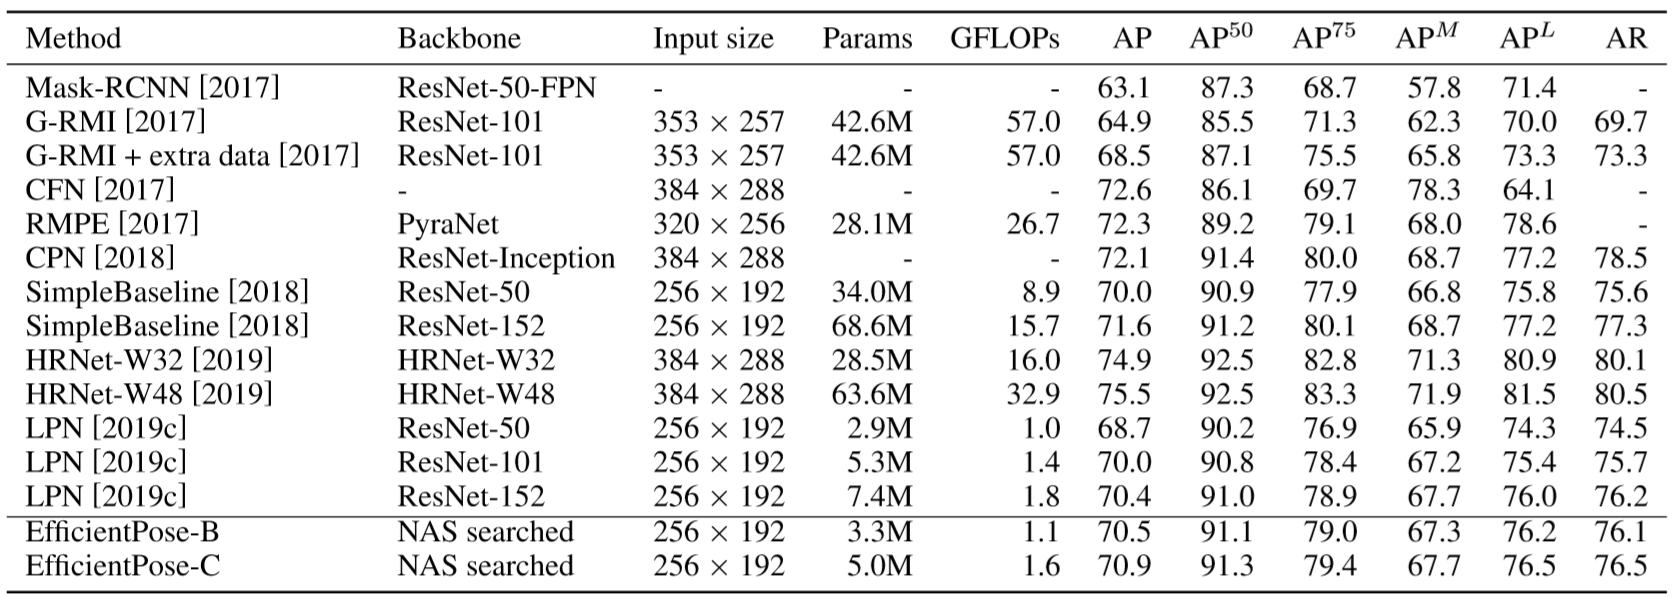 Method Backbone Input size Params GFLOPs AP AP^50 AP^75 AP^M AP^L AR
Mask-RCNN [2017] ResNet-50-FPN - - - 63.1 87.3 68.7 57.8 71.4 -
G-RMI [2017] ResNet-101 353 × 257 42.6M 57.0 64.9 85.5 71.3 62.3 70.0 69.7
G-RMI + extra data [2017] ResNet-101 353 × 257 42.6M 57.0 68.5 87.1 75.5 65.8 73.3 73.3
CFN [2017] - 384 × 288 - - 72.6 86.1 69.7 78.3 64.1 -
RMPE [2017] PyraNet 320 × 256 28.1M 26.7 72.3 89.2 79.1 68.0 78.6 -
CPN [2018] ResNet-Inception 384 × 288 - - 72.1 91.4 80.0 68.7 77.2 78.5
SimpleBaseline [2018] ResNet-50 256 × 192 34.0M 8.9 70.0 90.9 77.9 66.8 75.8 75.6
SimpleBaseline [2018] ResNet-152 256 × 192 68.6M 15.7 71.6 91.2 80.1 68.7 77.2 77.3
HRNet-W32 [2019] HRNet-W32 384 × 288 28.5M 16.0 74.9 92.5 82.8 71.3 80.9 80.1
HRNet-W48 [2019] HRNet-W48 384 × 288 63.6M 32.9 75.5 92.5 83.3 71.9 81.5 80.5
LPN [2019c] ResNet-50 256 × 192 2.9M 1.0 68.7 90.2 76.9 65.9 74.3 74.5
LPN [2019c] ResNet-101 256 × 192 5.3M 1.4 70.0 90.8 78.4 67.2 75.4 75.7
LPN [2019c] ResNet-152 256 × 192 7.4M 1.8 70.4 91.0 78.9 67.7 76.0 76.2
EfficientPose-B NAS searched 256 × 192 3.3M 1.1 70.5 91.1 79.0 67.3 76.2 76.1
EfficientPose-C NAS searched 256 × 192 5.0M 1.6 70.9 91.3 79.4 67.7 76.5 76.5